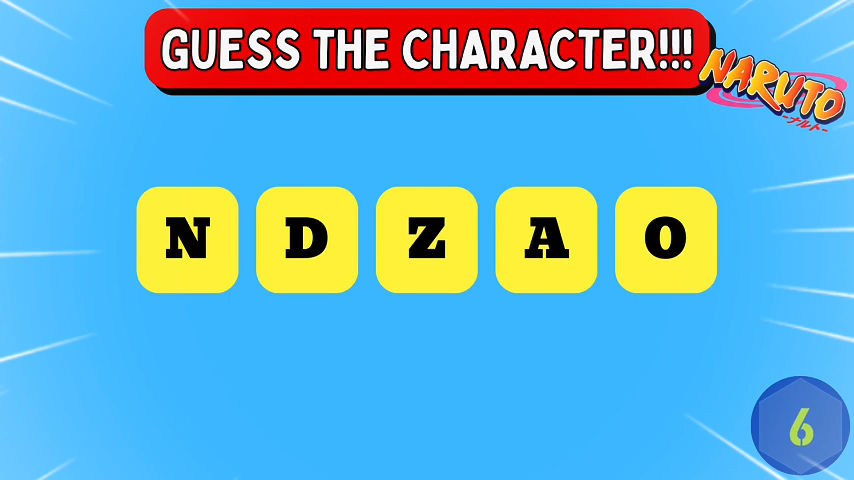 GUESS THE CHARACTER!!!
NARUTO
-ナルト-
N D Z A O
6